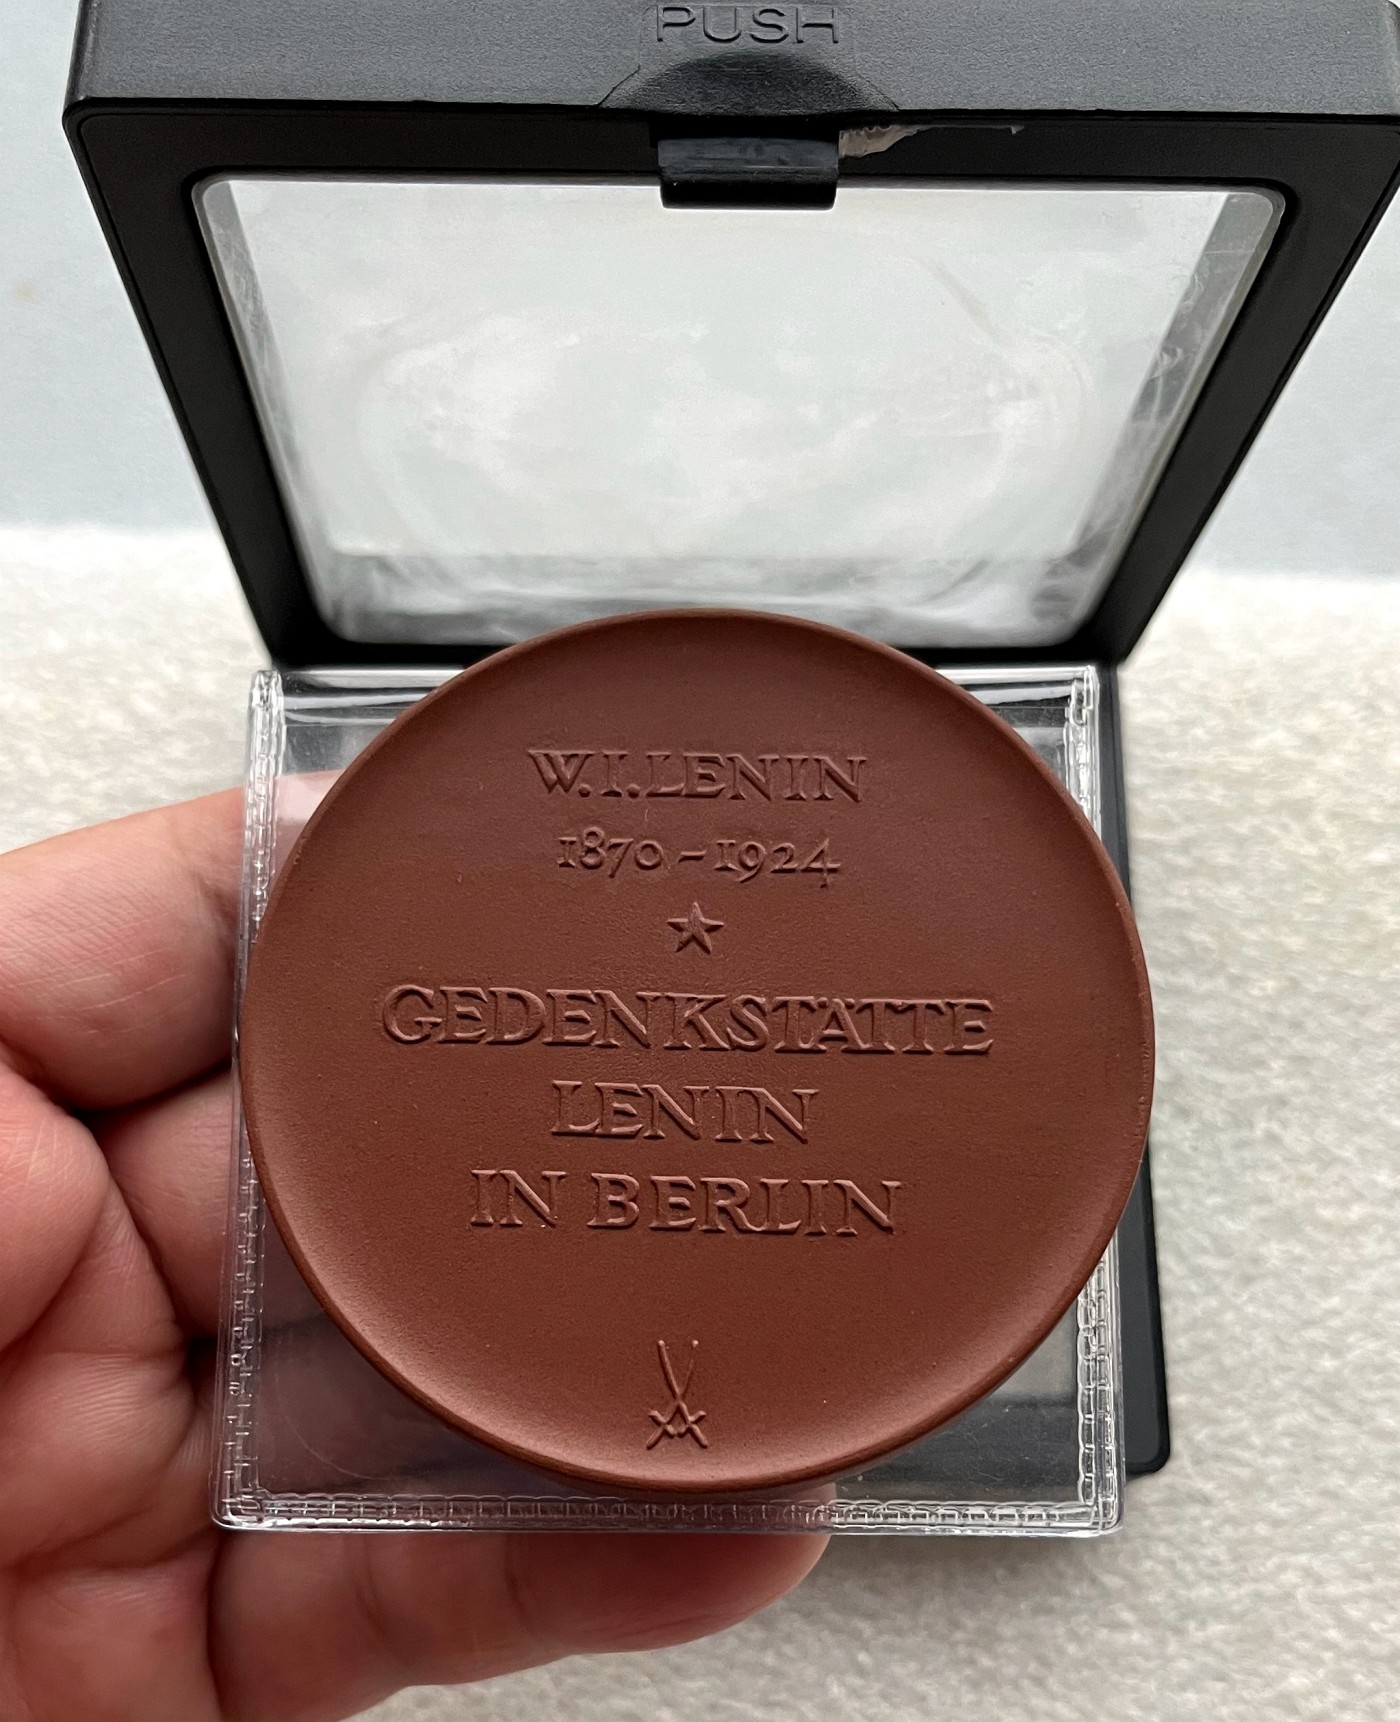 PUSH
W.I.LENIN
1870-1924
GEDENKSTÄTTE
LENIN
IN BERLIN